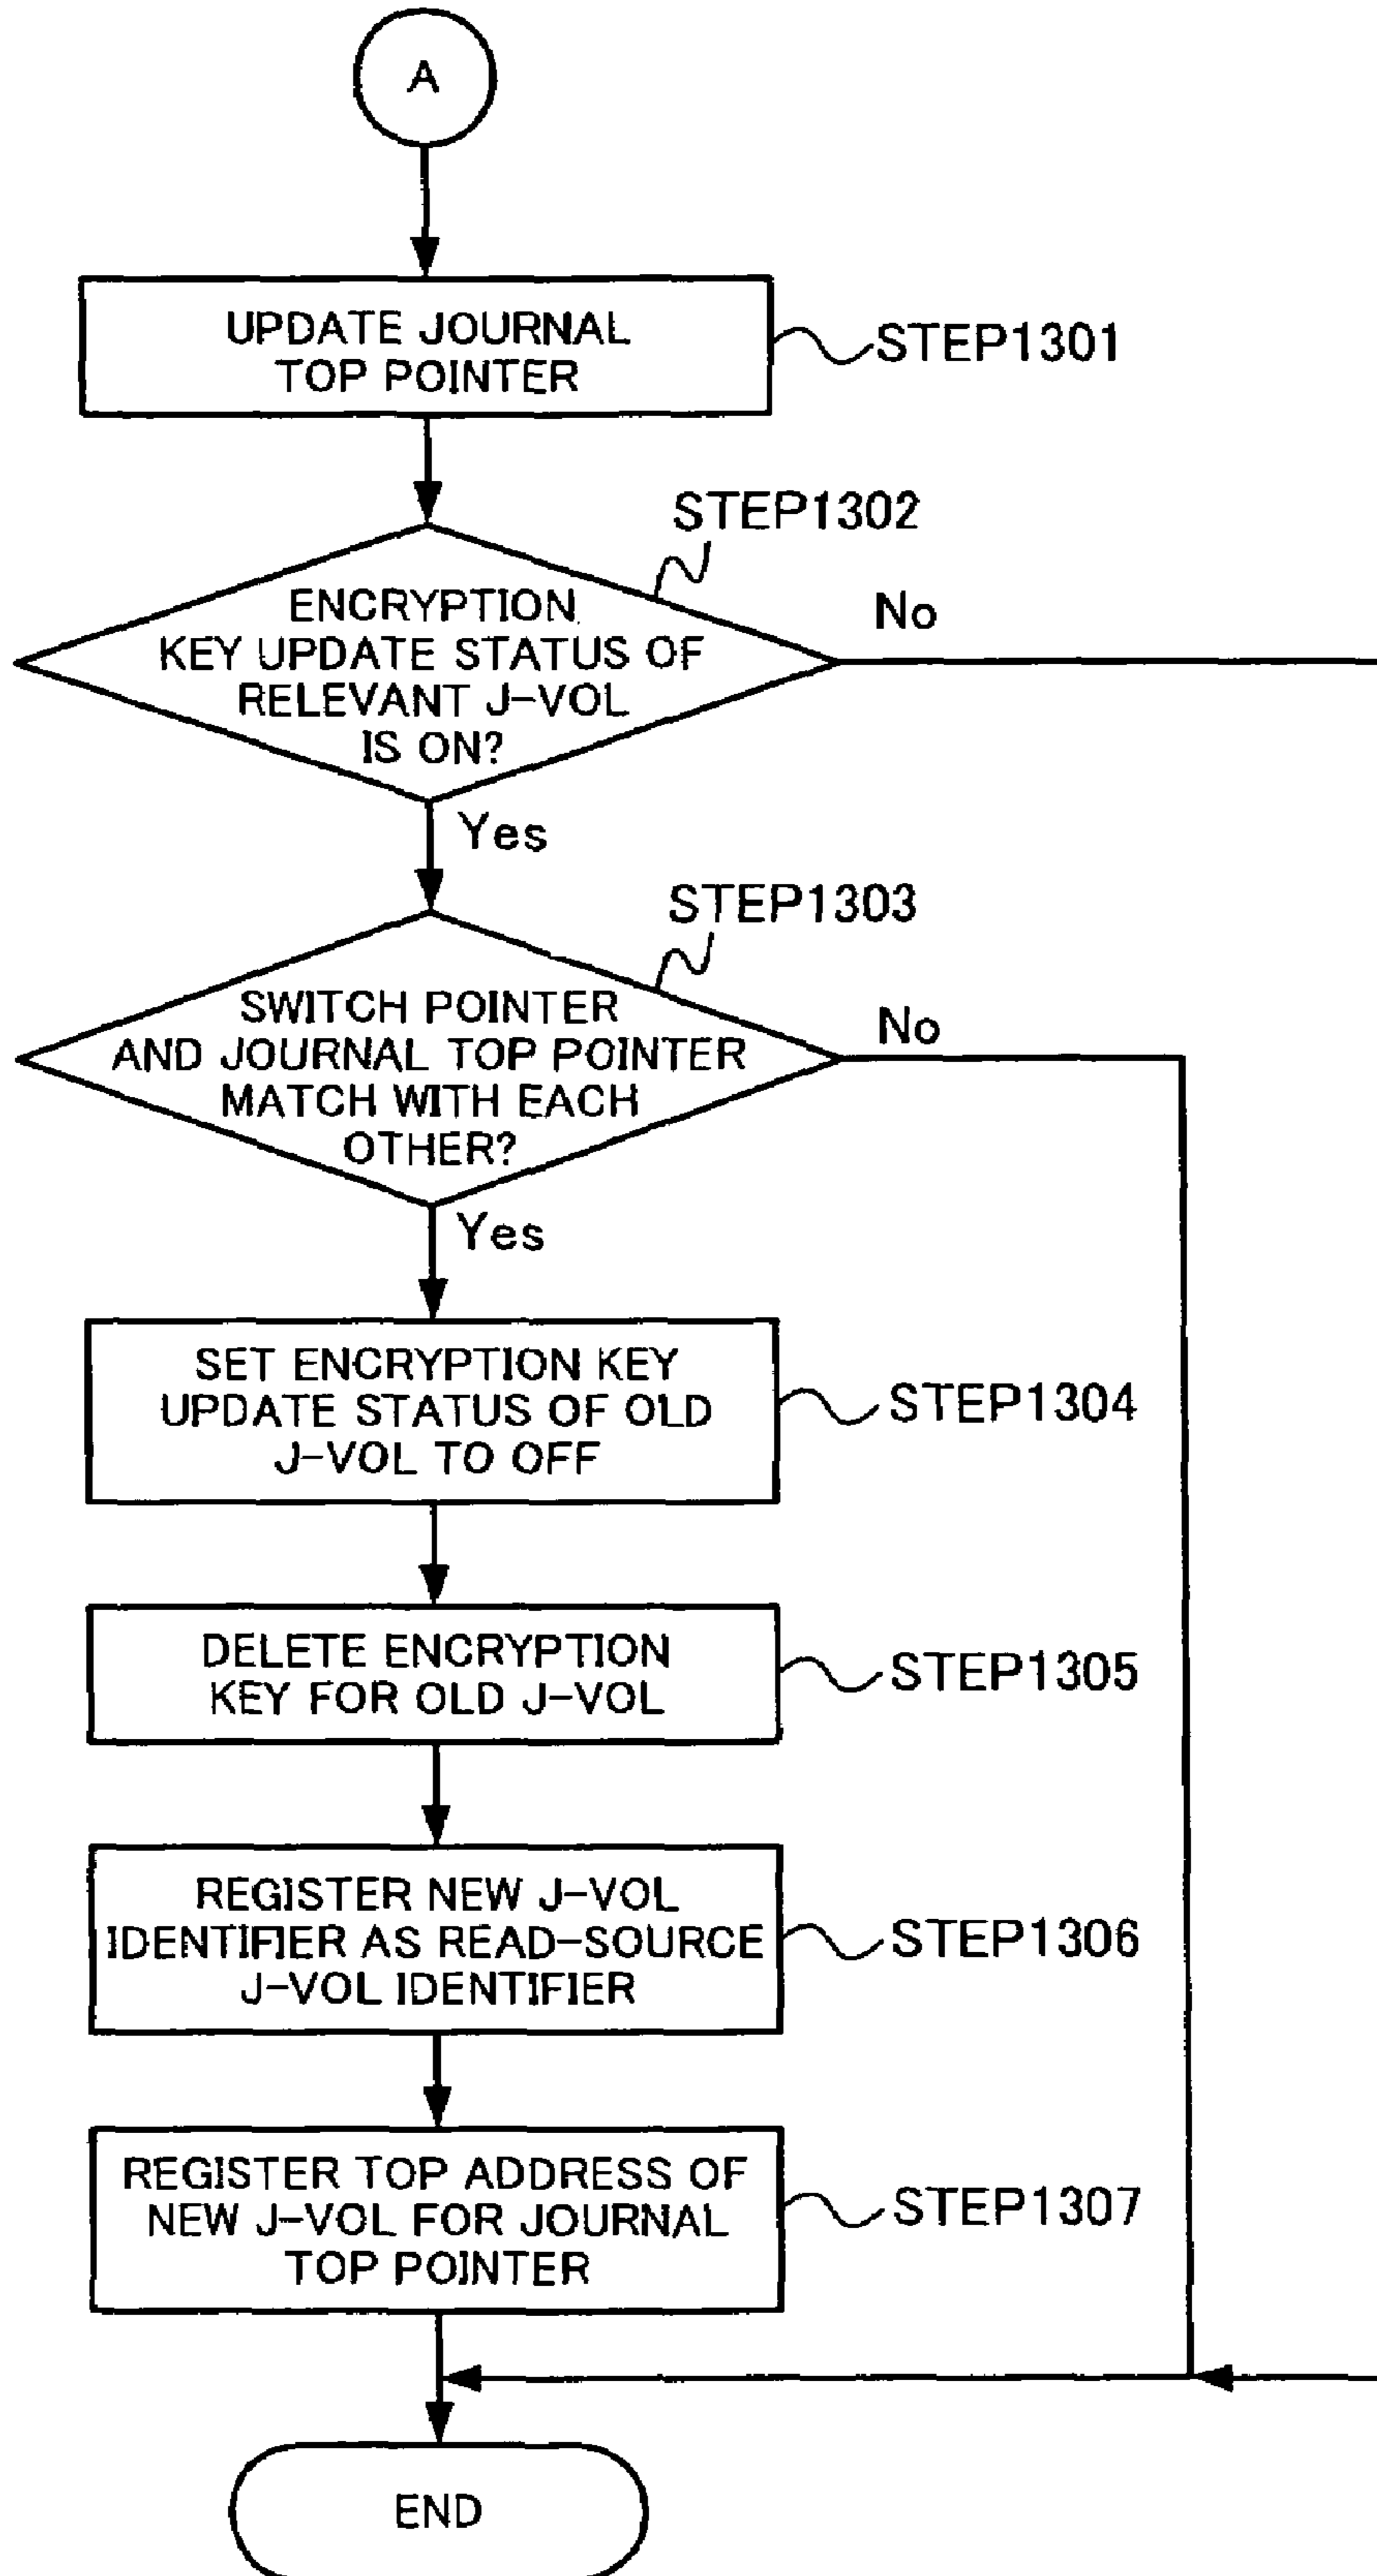 A
UPDATE JOURNAL
TOP POINTER
STEP1301
STEP1302
ENCRYPTION
KEY UPDATE STATUS OF
RELEVANT J-VOL
IS ON?
No
Yes
STEP1303
SWITCH POINTER
AND JOURNAL TOP POINTER
MATCH WITH EACH
OTHER?
No
Yes
SET ENCRYPTION KEY
UPDATE STATUS OF OLD
J-VOL TO OFF
STEP1304
DELETE ENCRYPTION
KEY FOR OLD J-VOL
STEP1305
REGISTER NEW J-VOL
IDENTIFIER AS READ-SOURCE
J-VOL IDENTIFIER
STEP1306
REGISTER TOP ADDRESS OF
NEW J-VOL FOR JOURNAL
TOP POINTER
STEP1307
END